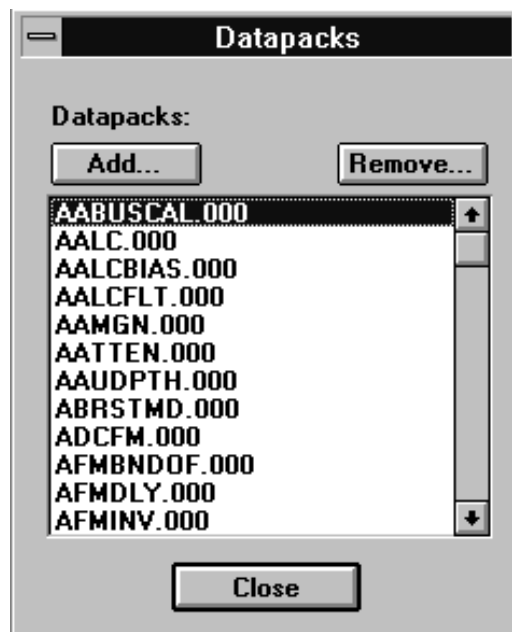 Datapacks
Datapacks:
Add... Remove...
AABUSCAL.000
AALC.000
AALCBIAS.000
AALCFLT.000
AAMGN.000
AATTEN.000
AAUDPTH.000
ABRSTMD.000
ADCFM.000
AFMBNDOF.000
AFMDLY.000
AFMINV.000
Close